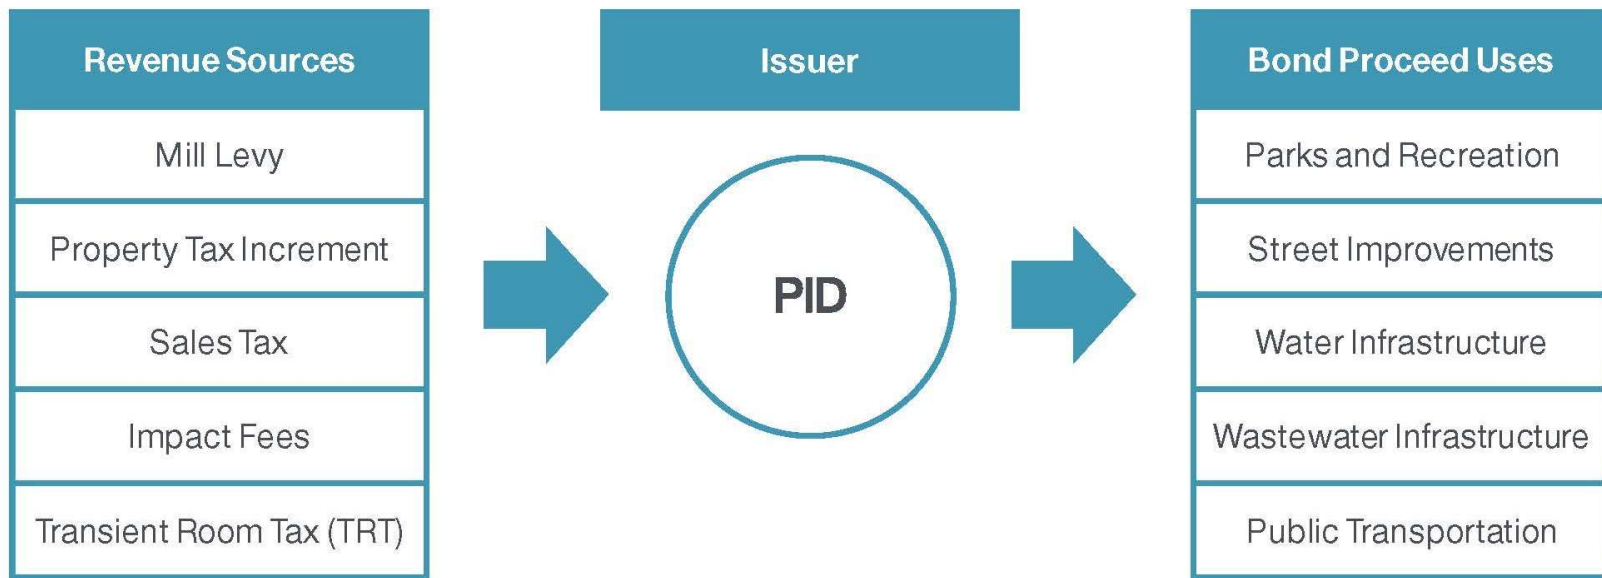 Revenue Sources
Mill Levy
Property Tax Increment
Sales Tax
Impact Fees
Transient Room Tax (TRT)
Issuer
PID
Bond Proceed Uses
Parks and Recreation
Street Improvements
Water Infrastructure
Wastewater Infrastructure
Public Transportation